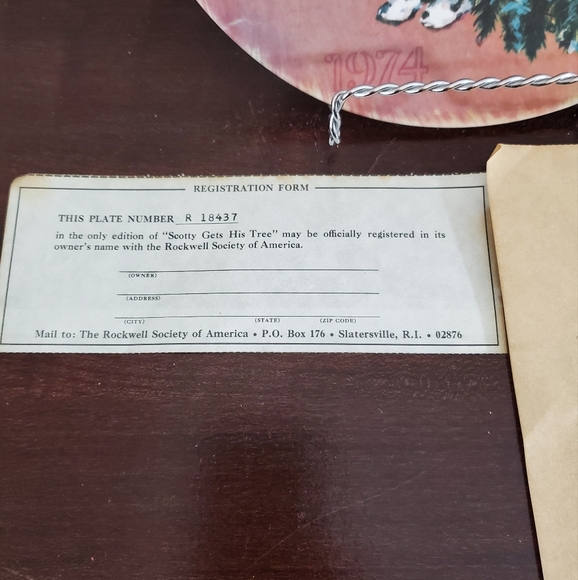 1974
REGISTRATION FORM
THIS PLATE NUMBER R 18437
in the only edition of "Scotty Gets His Tree" may be officially registered in its
owner's name with the Rockwell Society of America.
(OWNER)
(ADDRESS)
(CITY) (STATE) (ZIP CODE)
Mail to: The Rockwell Society of America • P.O. Box 176 • Slatersville, R.I. • 02876